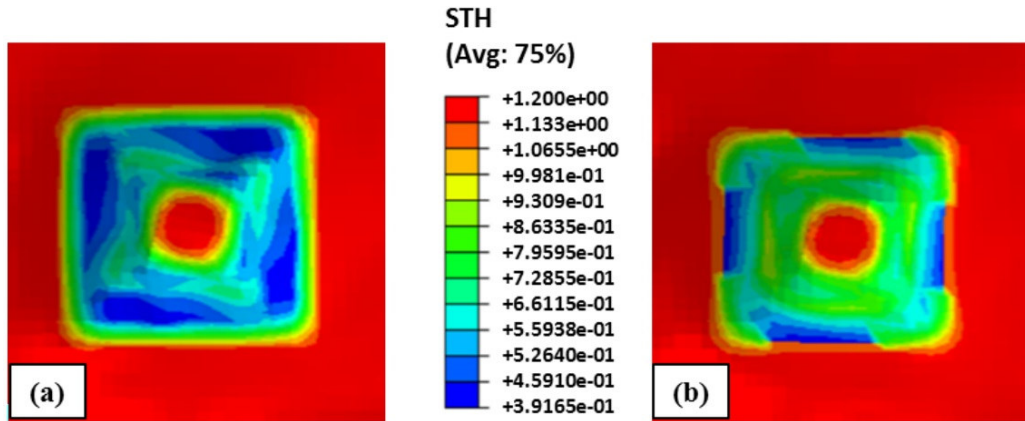 STH
(Avg: 75%)
+1.200e+00
+1.133e+00
+1.0655e+00
+9.981e-01
+9.309e-01
+8.6335e-01
+7.9595e-01
+7.2855e-01
+6.6115e-01
+5.5938e-01
+5.2640e-01
+4.5910e-01
+3.9165e-01
(a)
(b)